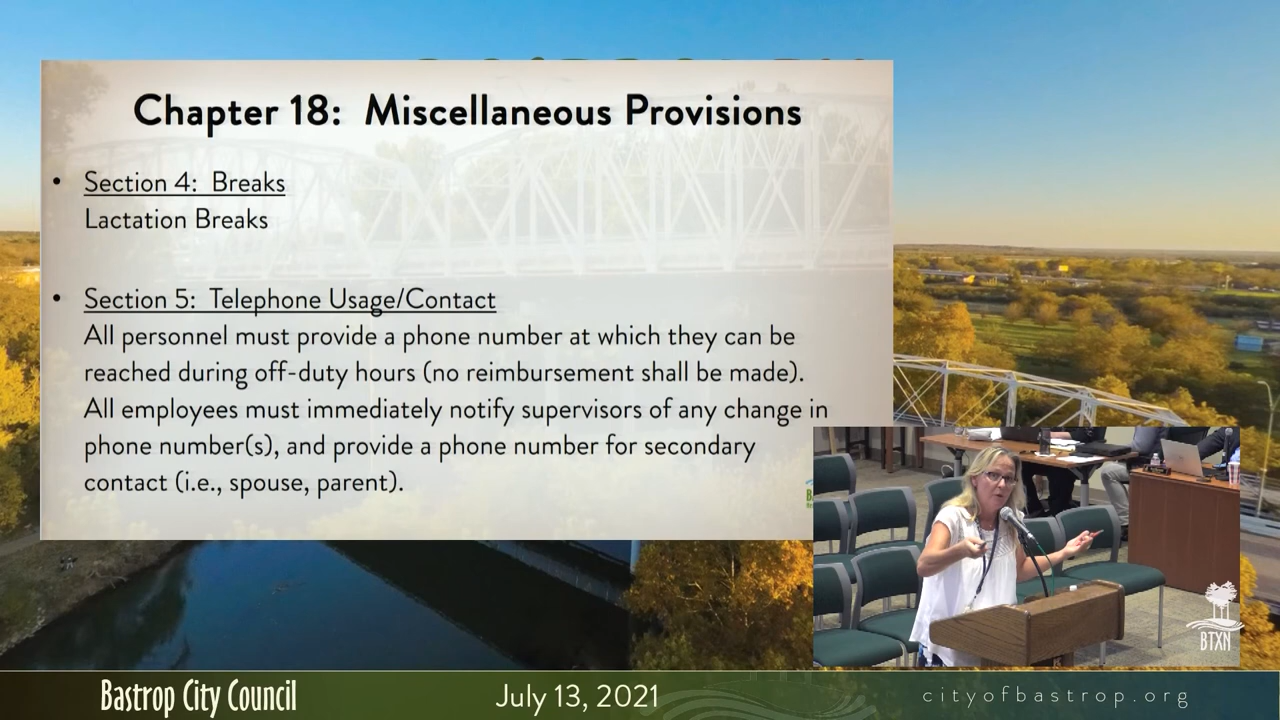 Chapter 18: Miscellaneous Provisions
• Section 4: Breaks
Lactation Breaks
• Section 5: Telephone Usage/Contact
All personnel must provide a phone number at which they can be
reached during off-duty hours (no reimbursement shall be made).
All employees must immediately notify supervisors of any change in
phone number(s), and provide a phone number for secondary
contact (i.e., spouse, parent).
BTXN
Bastrop City Council
July 13, 2021
cityofbastrop.org